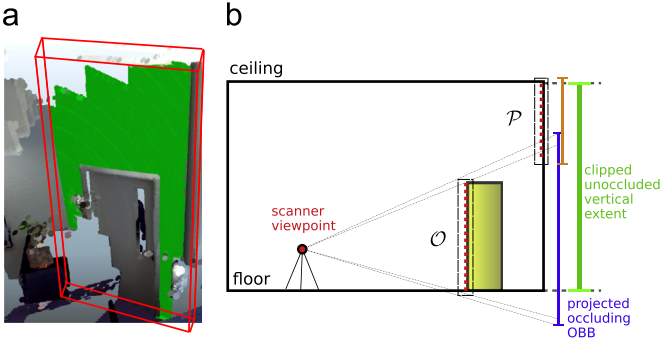 a
b
ceiling
𝒫
clipped
unoccluded
vertical
extent
scanner
viewpoint
𝒪
floor
projected
occluding
OBB